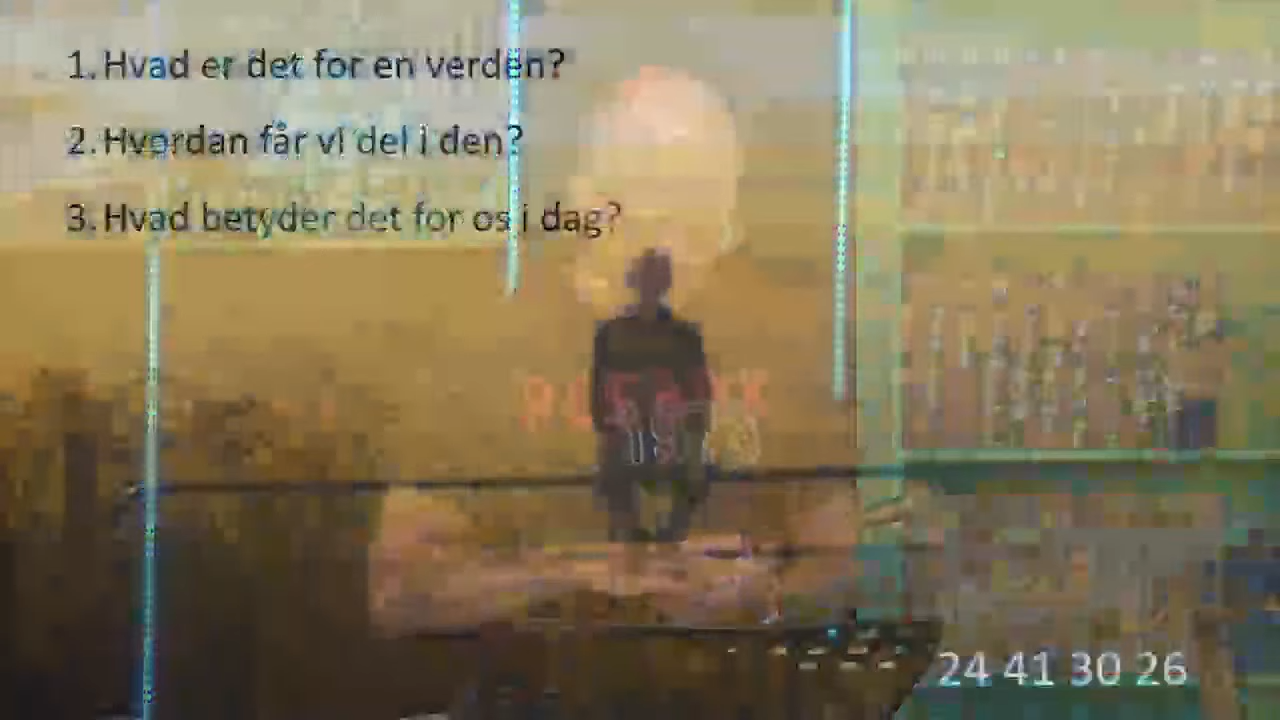 1. Hvad er det for en verden?
2. Hvordan får vi del i den?
3. Hvad betyder det for os i dag?
24 41 30 26